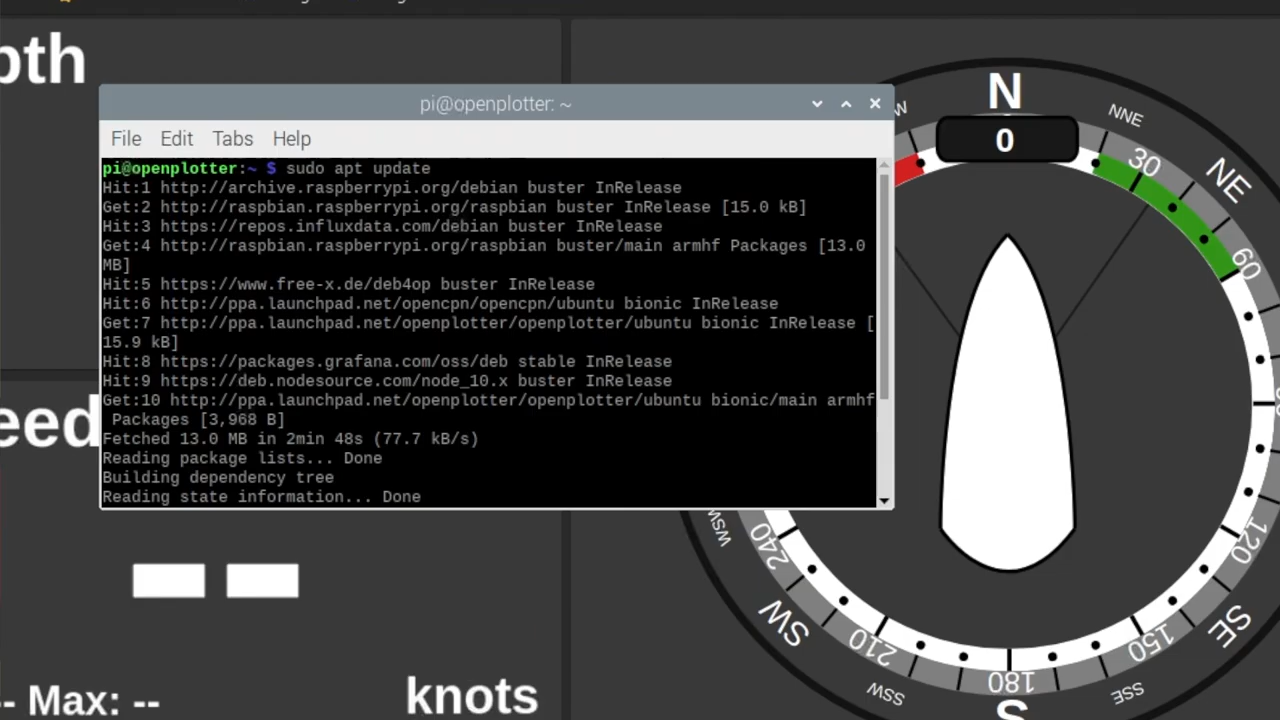 pth
pi@openplotter: ~
File Edit Tabs Help
pi@openplotter:~ $ sudo apt update
Hit:1 http://archive.raspberrypi.org/debian buster InRelease
Get:2 http://raspbian.raspberrypi.org/raspbian buster InRelease [15.0 kB]
Hit:3 https://repos.influxdata.com/debian buster InRelease
Get:4 http://raspbian.raspberrypi.org/raspbian buster/main armhf Packages [13.0
MB]
Hit:5 https://www.free-x.de/deb4op buster InRelease
Hit:6 http://ppa.launchpad.net/opencpn/opencpn/ubuntu bionic InRelease
Get:7 http://ppa.launchpad.net/openplotter/openplotter/ubuntu bionic InRelease [
15.9 kB]
Hit:8 https://packages.grafana.com/oss/deb stable InRelease
Hit:9 https://deb.nodesource.com/node_10.x buster InRelease
Get:10 http://ppa.launchpad.net/openplotter/openplotter/ubuntu bionic/main armhf
Packages [3,968 B]
Fetched 13.0 MB in 2min 48s (77.7 kB/s)
Reading package lists... Done
Building dependency tree
Reading state information... Done
N
0
NNE
30
NE
60
120
SE
150
SSE
180
S
SSW
210
SW
240
WSW
eed
-- --
-- Max: --
knots